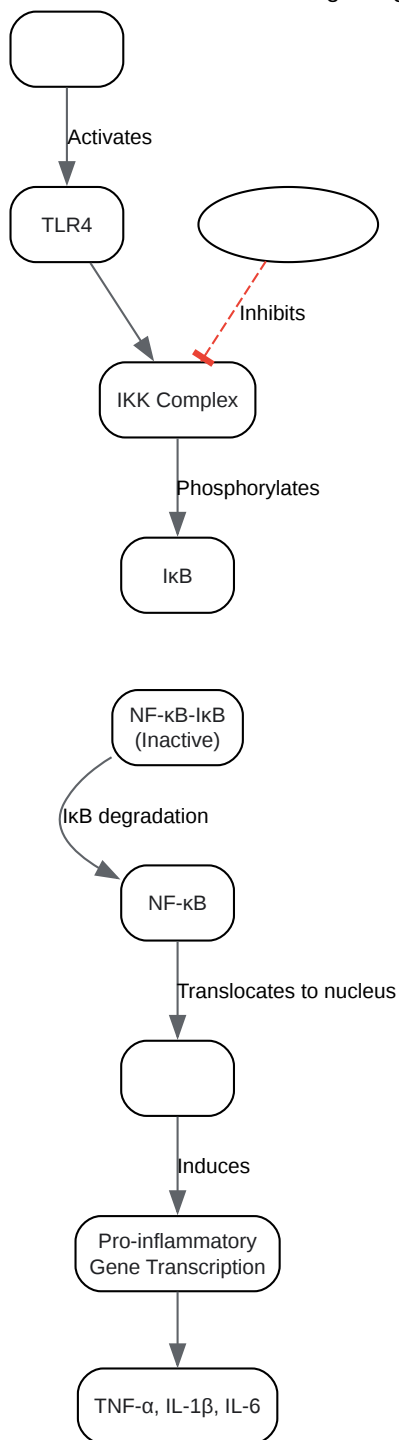 Activates
TLR4
Inhibits
IKK Complex
Phosphorylates
IκB
NF-κB-IκB
(Inactive)
IκB degradation
NF-κB
Translocates to nucleus
Induces
Pro-inflammatory
Gene Transcription
TNF-α, IL-1β, IL-6